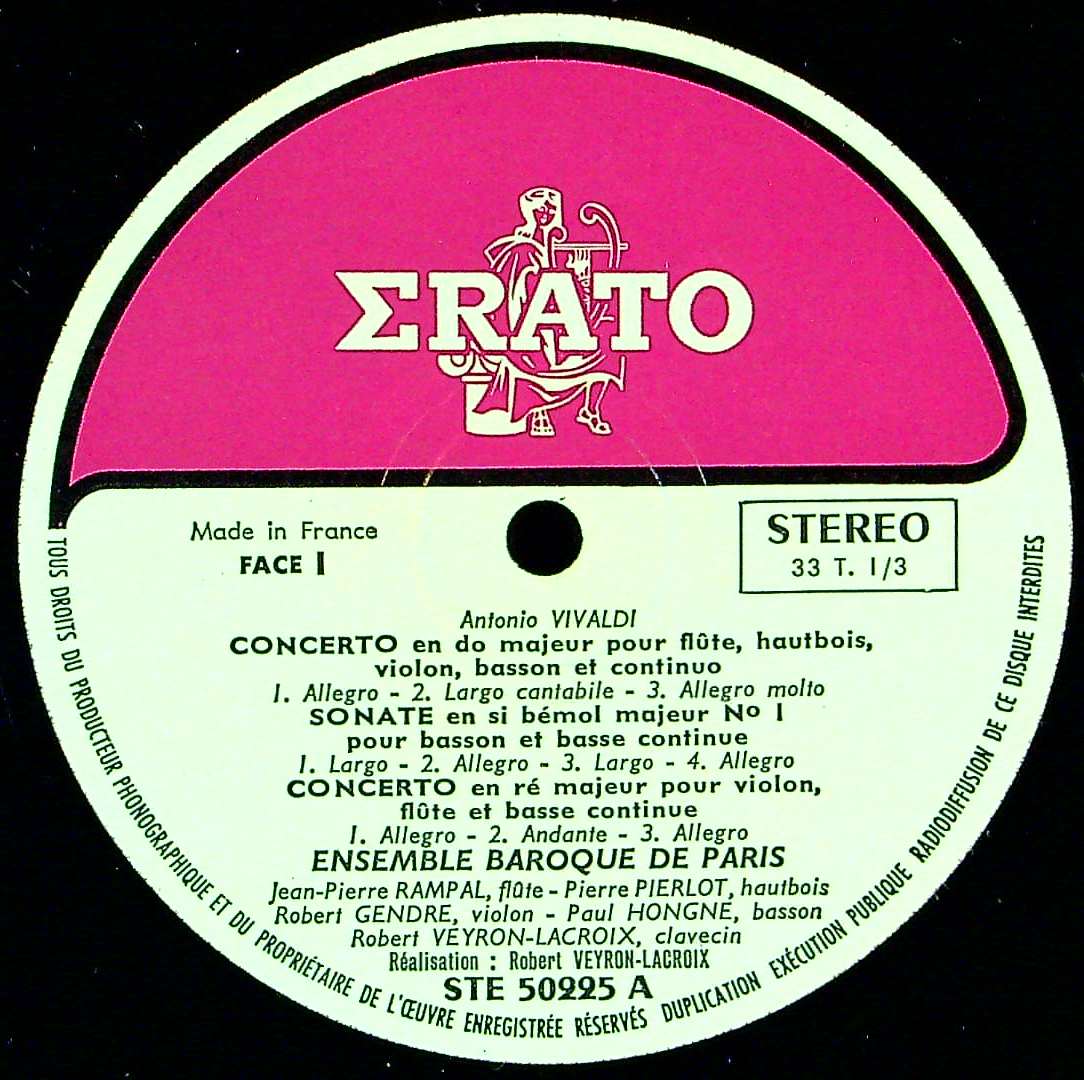 ΣRATO
Made in France
FACE I
STEREO
33 T. 1/3
Antonio VIVALDI
CONCERTO en do majeur pour flûte, hautbois,
violon, basson et continuo
1. Allegro - 2. Largo cantabile - 3. Allegro molto
SONATE en si bémol majeur No I
pour basson et basse continue
1. Largo - 2. Allegro - 3. Largo - 4. Allegro
CONCERTO en ré majeur pour violon,
flûte et basse continue
1. Allegro - 2. Andante - 3. Allegro
ENSEMBLE BAROQUE DE PARIS
Jean-Pierre RAMPAL, flûte - Pierre PIERLOT, hautbois
Robert GENDRE, violon - Paul HONGNE, basson
Robert VEYRON-LACROIX, clavecin
Réalisation : Robert VEYRON-LACROIX
STE 50225 A
TOUS DROITS DU PRODUCTEUR PHONOGRAPHIQUE ET DU PROPRIÉTAIRE DE L'ŒUVRE ENREGISTRÉE RÉSERVÉS DUPLICATION EXÉCUTION PUBLIQUE RADIODIFFUSION DE CE DISQUE INTERDITES